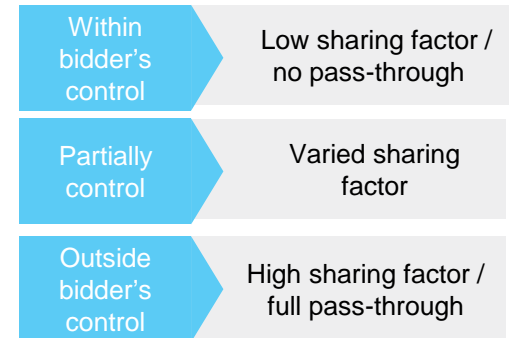 Within
bidder's
control
Low sharing factor /
no pass-through
Partially
control
Varied sharing
factor
Outside
bidder's
control
High sharing factor /
full pass-through